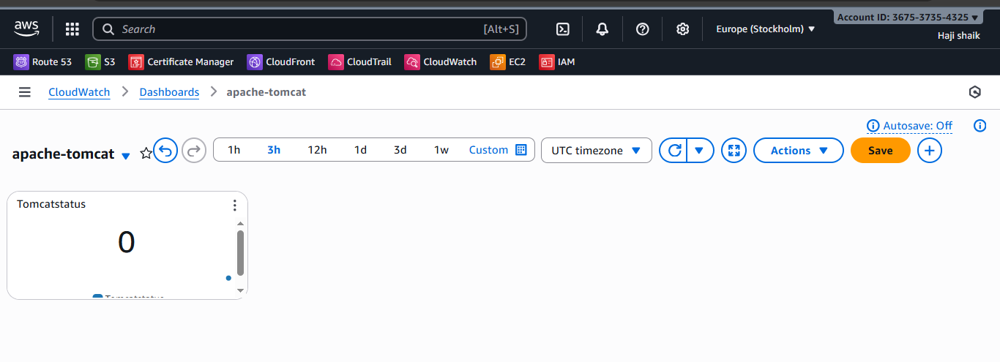 Account ID: 3675-3735-4325
aws Search [Alt+S] Europe (Stockholm) Haji shaik
Route 53 S3 Certificate Manager CloudFront CloudTrail CloudWatch EC2 IAM
CloudWatch Dashboards apache-tomcat
Autosave: Off
apache-tomcat 1h 3h 12h 1d 3d 1w Custom UTC timezone Actions Save
Tomcatstatus
0
Tomcatstatus